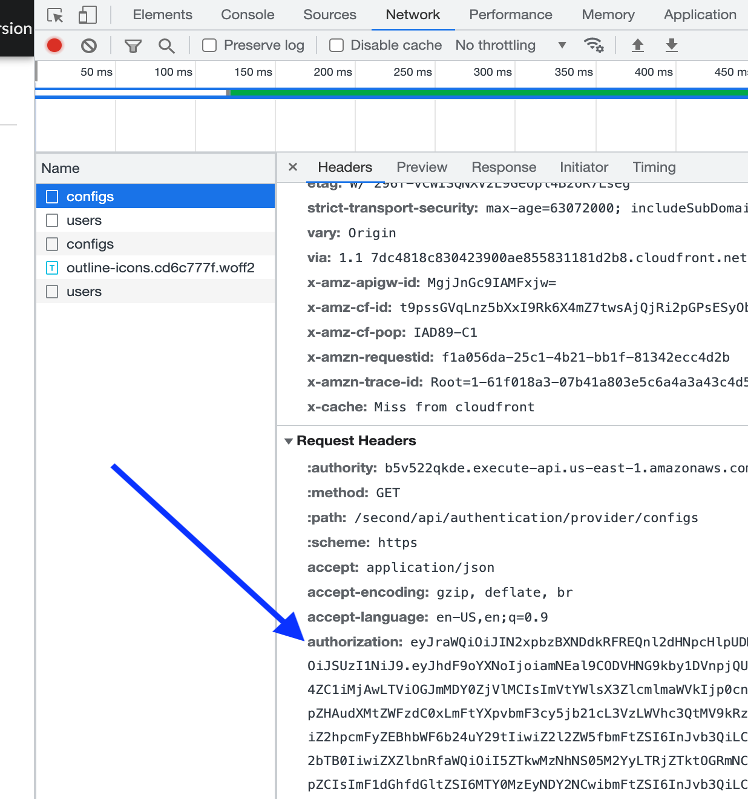 rsion
Elements Console Sources Network Performance Memory Application
Preserve log Disable cache No throttling
50 ms 100 ms 150 ms 200 ms 250 ms 300 ms 350 ms 400 ms 450 m
Name
configs
users
configs
outline-icons.cd6c777f.woff2
users
Headers Preview Response Initiator Timing
strict-transport-security: max-age=63072000; includeSubDomai
vary: Origin
via: 1.1 7dc4818c830423900ae855831181d2b8.cloudfront.net
x-amz-apigw-id: MgjJnGc9IAMFxjw=
x-amz-cf-id: t9pssGVqLnz5bXxI9Rk6X4mZ7twsAjQjRi2pGPsESyOb
x-amz-cf-pop: IAD89-C1
x-amzn-requestid: f1a056da-25c1-4b21-bb1f-81342ecc4d2b
x-amzn-trace-id: Root=1-61f018a3-07b41a803e5c6a4a3a43c4d5
x-cache: Miss from cloudfront
Request Headers
:authority: b5v522qkde.execute-api.us-east-1.amazonaws.com
:method: GET
:path: /second/api/authentication/provider/configs
:scheme: https
accept: application/json
accept-encoding: gzip, deflate, br
accept-language: en-US,en;q=0.9
authorization: eyJraWQiOiJIN2xpbzBXNDdkRFREQnl2dHNpcHlpUDh
OiJSUzI1NiJ9.eyJhdF9oYXNoIjoiamNEal9CODVHNG9kby1DVnpjQU
4ZC1iMjAwLTViOGJmMDY0ZjVlMCIsImVtYWlsX3ZlcmlmaWVkIjp0cn
pZHAudXMtZWFzdC0xLmFtYXpvbmF3cy5jb21cL3VzLWVhc3QtMV9kRz
iZ2hpcmFyZEBhbWF6b24uY29tIiwiZ2l2ZW5fbmFtZSI6InJvb3QiLC
2bTB0IiwiZXZlbnRfaWQiOiI5ZTkwMzNhNS05M2YyLTRjZTktOGRmNC
pZCIsImF1dGhfdGltZSI6MTY0MzEyNDY2NCwibmFtZSI6InJvb3QiLC